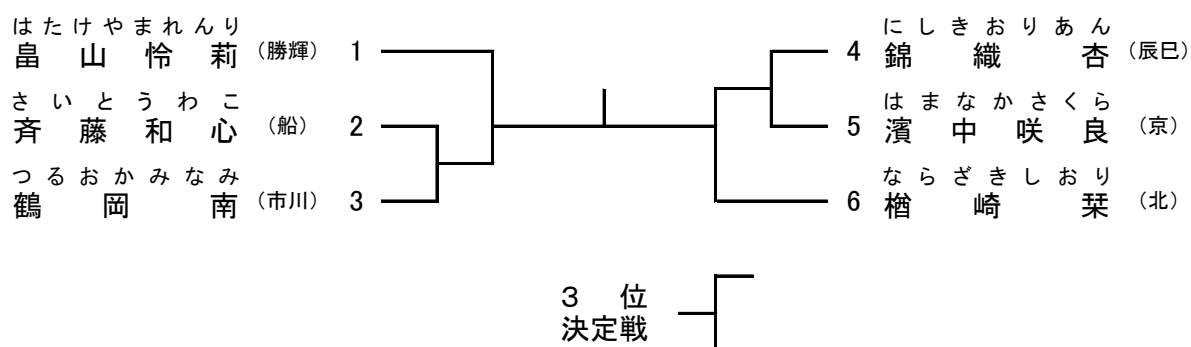 はたけやまれんり
畠山怜莉 (勝輝) 1
さいとうわこ
斉藤和心 (船) 2
つるおかみなみ
鶴岡南 (市川) 3
にしきおりあん
4 錦織杏 (辰巳)
はまなかさくら
5 濱中咲良 (京)
ならざきしおり
6 楢崎栞 (北)
3位
決定戦